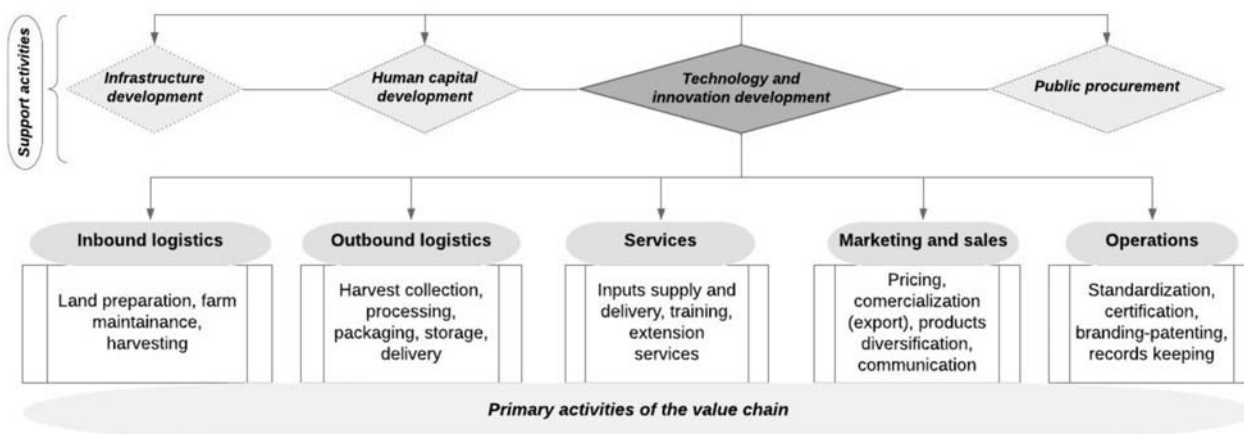 Support activities
Infrastructure
development
Human capital
development
Technology and
innovation development
Public procurement
Inbound logistics
Outbound logistics
Services
Marketing and sales
Operations
Land preparation, farm
maintainance,
harvesting
Harvest collection,
processing,
packaging, storage,
delivery
Inputs supply and
delivery, training,
extension
services
Pricing,
comercialization
(export), products
diversification,
communication
Standardization,
certification,
branding-patenting,
records keeping
Primary activities of the value chain